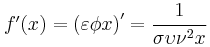 f′(x) = (εϕx)′ = 1/(συν²x)